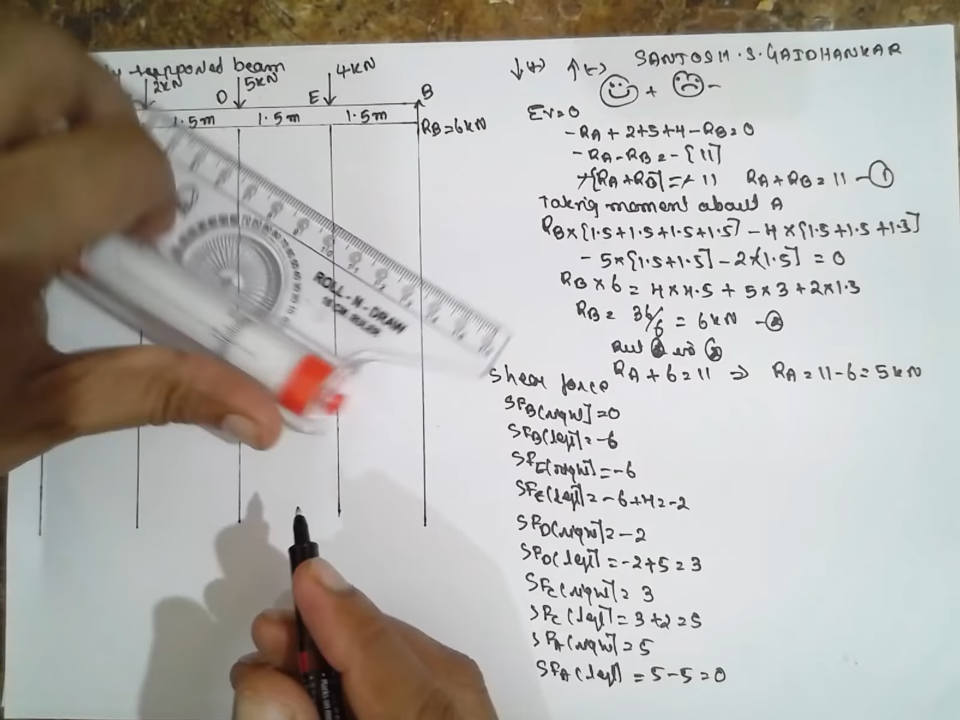 SANTOSH.S.GAIDHANKAR
↓(+) ↑(-)
+ -
beam
2kN 5kN 4kN
D E B
1.5m 1.5m 1.5m
RB=6kN
ΣV=0
-RA+2+5+4-RB=0
-RA-RB=-[11]
-[RA+RB]=-11 RA+RB=11-①
Taking moment about A
RB×[1.5+1.5+1.5+1.5]-4×[1.5+1.5+1.5]
-5×[1.5+1.5]-2×[1.5]=0
RB×6=4×4.5+5×3+2×1.5
RB=36/6=6kN-②
Put ② in ①
RA+6=11 ⇒ RA=11-6=5kN
Shear force
SFB(right)=0
SFB(left)=-6
SFE(right)=-6
SFE(left)=-6+4=-2
SFD(right)=-2
SFD(left)=-2+5=3
SFC(right)=3
SFC(left)=3+2=5
SFA(right)=5
SFA(left)=5-5=0
ROLL-N-DRAW